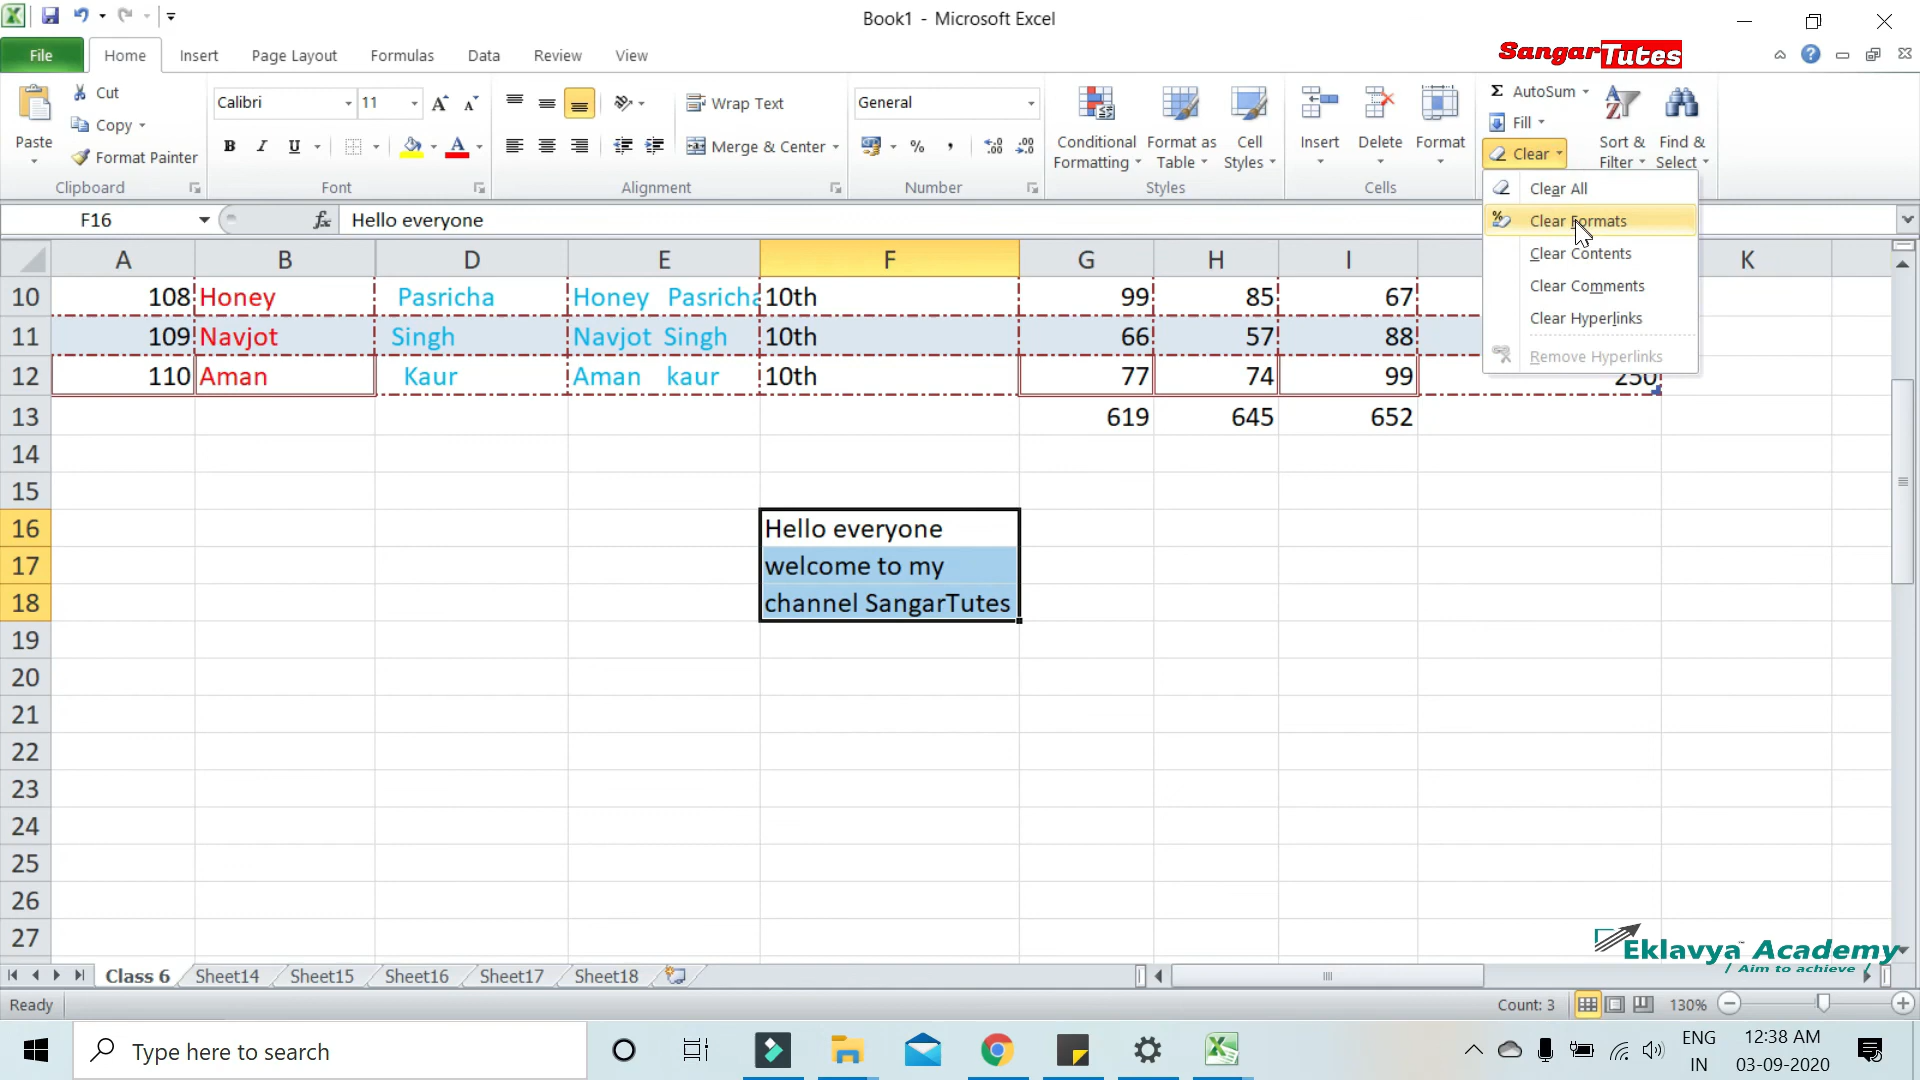 Book1 - Microsoft Excel
File Home Insert Page Layout Formulas Data Review View
SangarTutes
Paste
Cut
Copy
Format Painter
Clipboard
Calibri 11
B I U A
Font
Wrap Text
Merge & Center
Alignment
General
% ,
Number
Conditional Formatting
Format as Table
Cell Styles
Styles
Insert Delete Format
Cells
Σ AutoSum
Fill
Clear
Sort & Filter
Find & Select
Clear All
Clear Formats
Clear Contents
Clear Comments
Clear Hyperlinks
Remove Hyperlinks
F16 fx Hello everyone
A B D E F G H I K
10 108 Honey Pasricha Honey Pasricha 10th 99 85 67
11 109 Navjot Singh Navjot Singh 10th 66 57 88
12 110 Aman Kaur Aman kaur 10th 77 74 99 250
13 619 645 652
14
15
16 Hello everyone
17 welcome to my
18 channel SangarTutes
19
20
21
22
23
24
25
26
27
Eklavya Academy
Aim to achieve
Class 6 Sheet14 Sheet15 Sheet16 Sheet17 Sheet18
Ready Count: 3 130%
Type here to search
ENG
IN
12:38 AM
03-09-2020